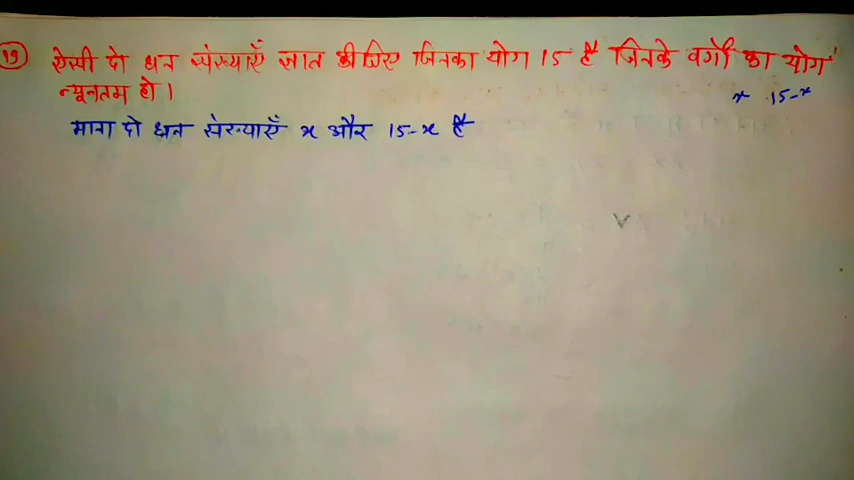 19 ऐसी दो धन संख्याएँ ज्ञात कीजिए जिनका योग 15 है जिनके वर्गों का योग
न्यूनतम हो।
x 15-x
माना दो धन संख्याएँ x और 15-x है